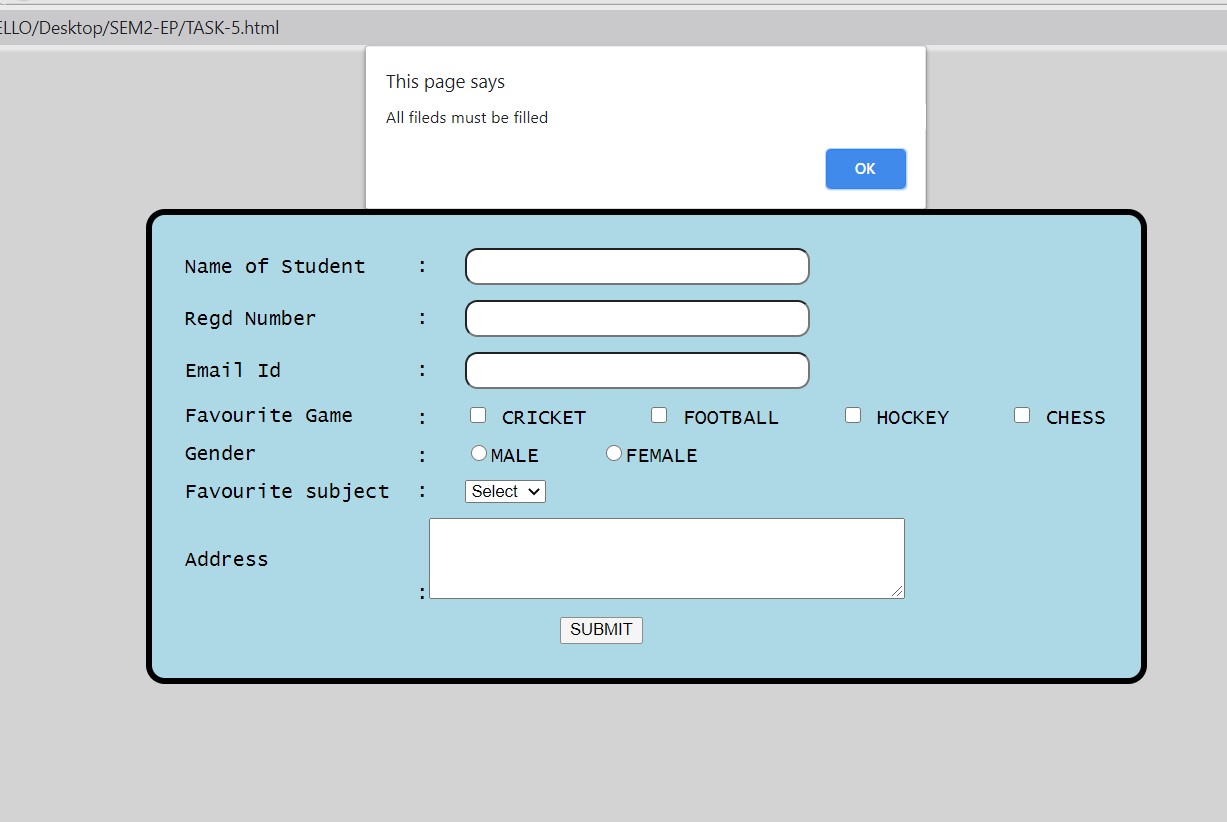 ELLO/Desktop/SEM2-EP/TASK-5.html
This page says
All fileds must be filled
OK
Name of Student :
Regd Number :
Email Id :
Favourite Game : CRICKET FOOTBALL HOCKEY CHESS
Gender : MALE FEMALE
Favourite subject : Select
Address :
SUBMIT